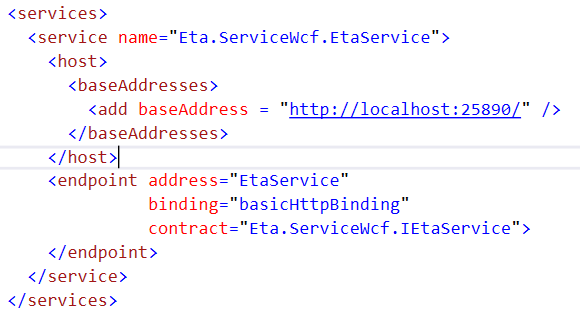 <services>
<service name="Eta.ServiceWcf.EtaService">
<host>
<baseAddresses>
<add baseAddress = "http://localhost:25890/" />
</baseAddresses>
</host>
<endpoint address="EtaService"
binding="basicHttpBinding"
contract="Eta.ServiceWcf.IEtaService">
</endpoint>
</service>
</services>